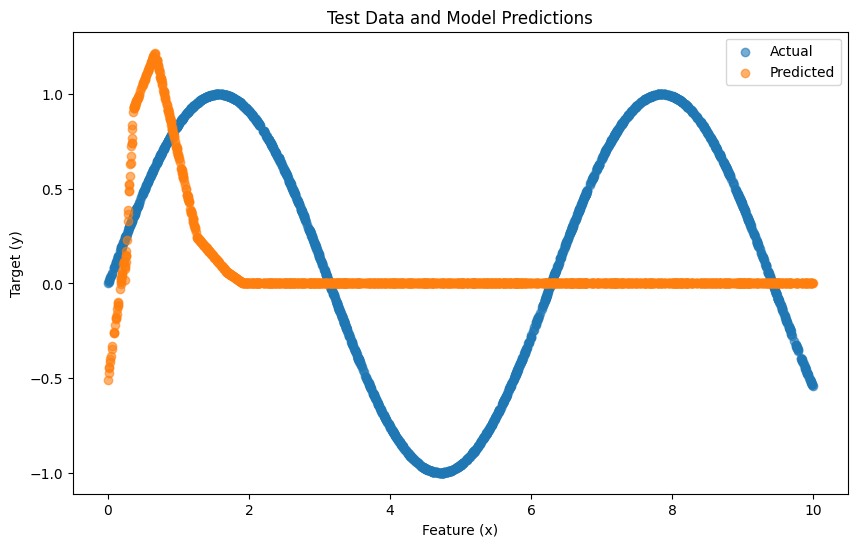 Test Data and Model Predictions
Actual
Predicted
1.0
0.5
0.0
−0.5
−1.0
Target (y)
0
2
4
6
8
10
Feature (x)